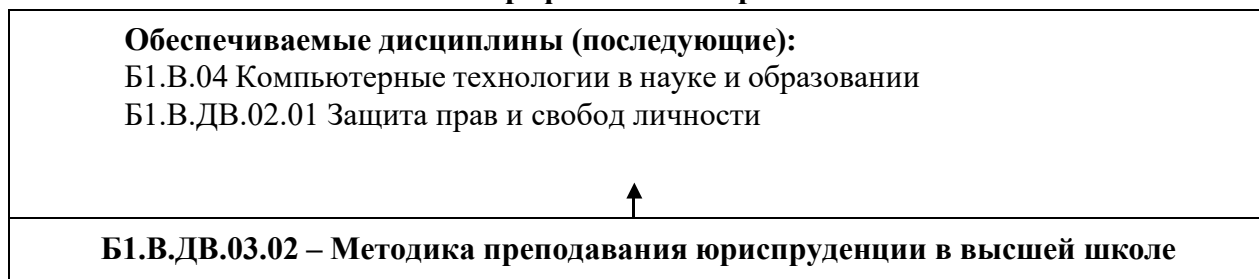 Обеспечиваемые дисциплины (последующие):
Б1.В.04 Компьютерные технологии в науке и образовании
Б1.В.ДВ.02.01 Защита прав и свобод личности
Б1.В.ДВ.03.02 – Методика преподавания юриспруденции в высшей школе